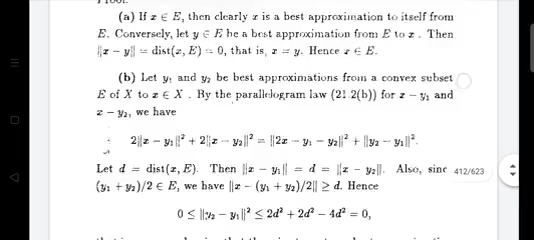 (a) If x ∈ E, then clearly x is a best approximation to itself from
E. Conversely, let y ∈ E be a best approximation from E to x. Then
‖x − y‖ = dist(x, E) = 0, that is, x = y. Hence x ∈ E.
(b) Let y₁ and y₂ be best approximations from a convex subset
E of X to x ∈ X. By the parallelogram law (21.2(b)) for x − y₁ and
x − y₂, we have
2‖x − y₁‖² + 2‖x − y₂‖² = ‖2x − y₁ − y₂‖² + ‖y₂ − y₁‖².
Let d = dist(x, E). Then ‖x − y₁‖ = d = ‖x − y₂‖. Also, sinc
412/623
(y₁ + y₂)/2 ∈ E, we have ‖x − (y₁ + y₂)/2‖ ≥ d. Hence
0 ≤ ‖y₂ − y₁‖² ≤ 2d² + 2d² − 4d² = 0,